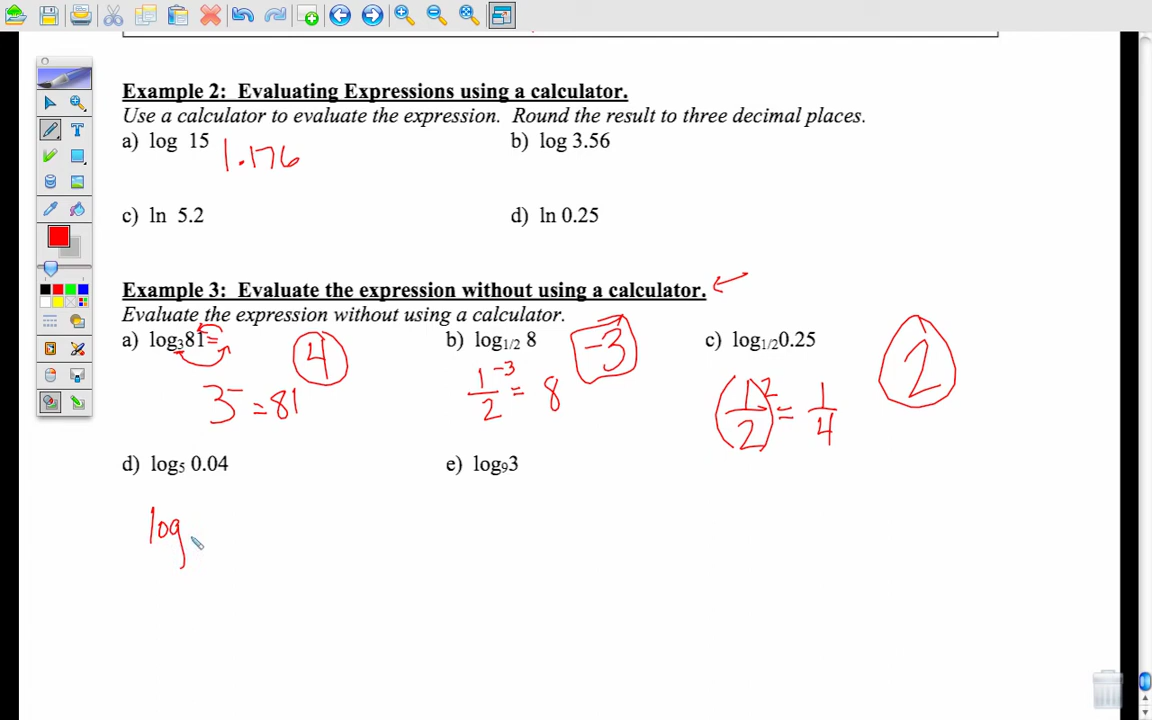 Example 2: Evaluating Expressions using a calculator.
Use a calculator to evaluate the expression. Round the result to three decimal places.
a) log 15 1.176 b) log 3.56
c) ln 5.2 d) ln 0.25
Example 3: Evaluate the expression without using a calculator.
Evaluate the expression without using a calculator.
a) log₃81= 4 b) log₁/₂ 8 -3 c) log₁/₂0.25 2
3⁻ = 81 1/2⁻³ = 8 (1/2)² = 1/4
d) log₅ 0.04 e) log₉3
log